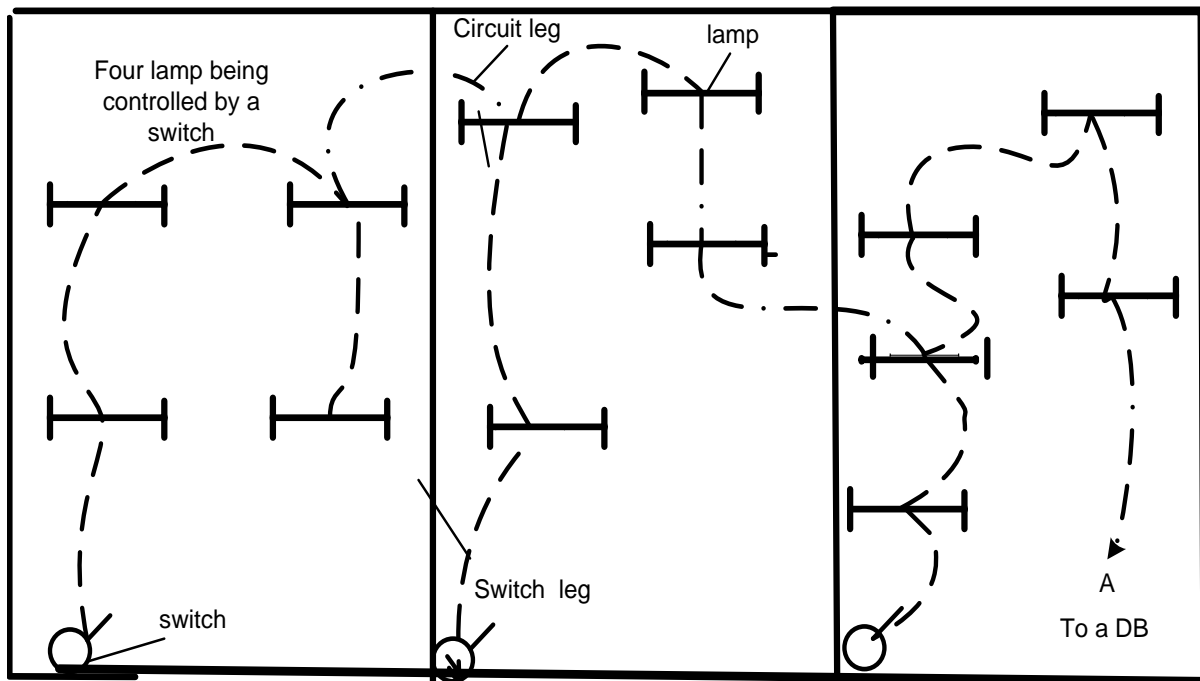 Four lamp being
controlled by a
switch
Circuit leg
lamp
switch
Switch leg
A
To a DB